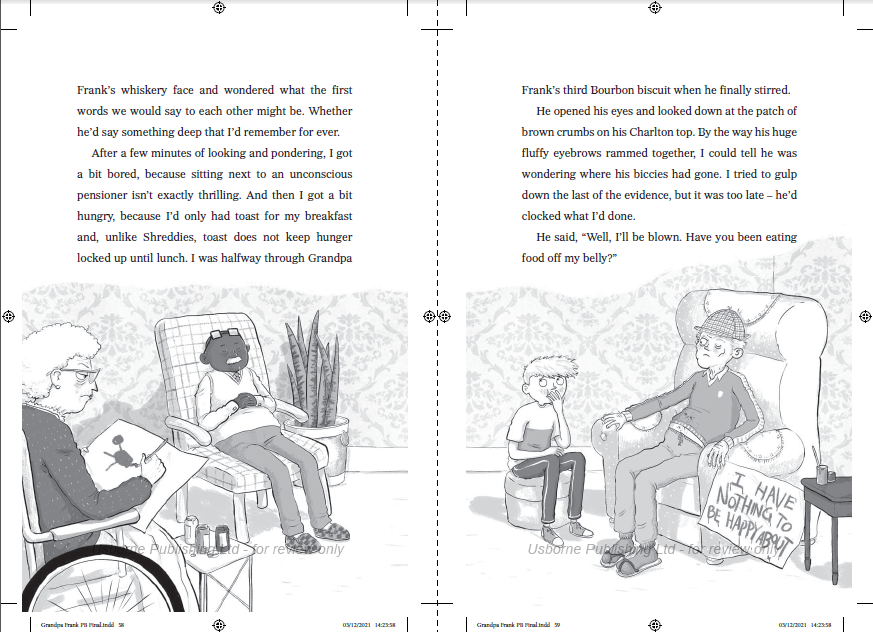 Frank’s whiskery face and wondered what the first
words we would say to each other might be. Whether
he’d say something deep that I’d remember for ever.
After a few minutes of looking and pondering, I got
a bit bored, because sitting next to an unconscious
pensioner isn’t exactly thrilling. And then I got a bit
hungry, because I’d only had toast for my breakfast
and, unlike Shreddies, toast does not keep hunger
locked up until lunch. I was halfway through Grandpa
Usborne Publishing Ltd - for review only
Grandpa Frank PB Final.indd 58
03/12/2021 14:23:58
Frank’s third Bourbon biscuit when he finally stirred.
He opened his eyes and looked down at the patch of
brown crumbs on his Charlton top. By the way his huge
fluffy eyebrows rammed together, I could tell he was
wondering where his biccies had gone. I tried to gulp
down the last of the evidence, but it was too late – he’d
clocked what I’d done.
He said, “Well, I’ll be blown. Have you been eating
food off my belly?”
I HAVE
NOTHING TO
BE HAPPY ABOUT
Usborne Publishing Ltd - for review only
Grandpa Frank PB Final.indd 59
03/12/2021 14:23:58